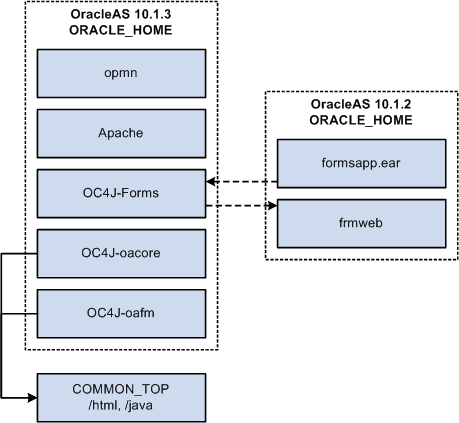 OracleAS 10.1.3
ORACLE_HOME
opmn
Apache
OC4J-Forms
OC4J-oacore
OC4J-oafm
COMMON_TOP
/html, /java
OracleAS 10.1.2
ORACLE_HOME
formsapp.ear
frmweb